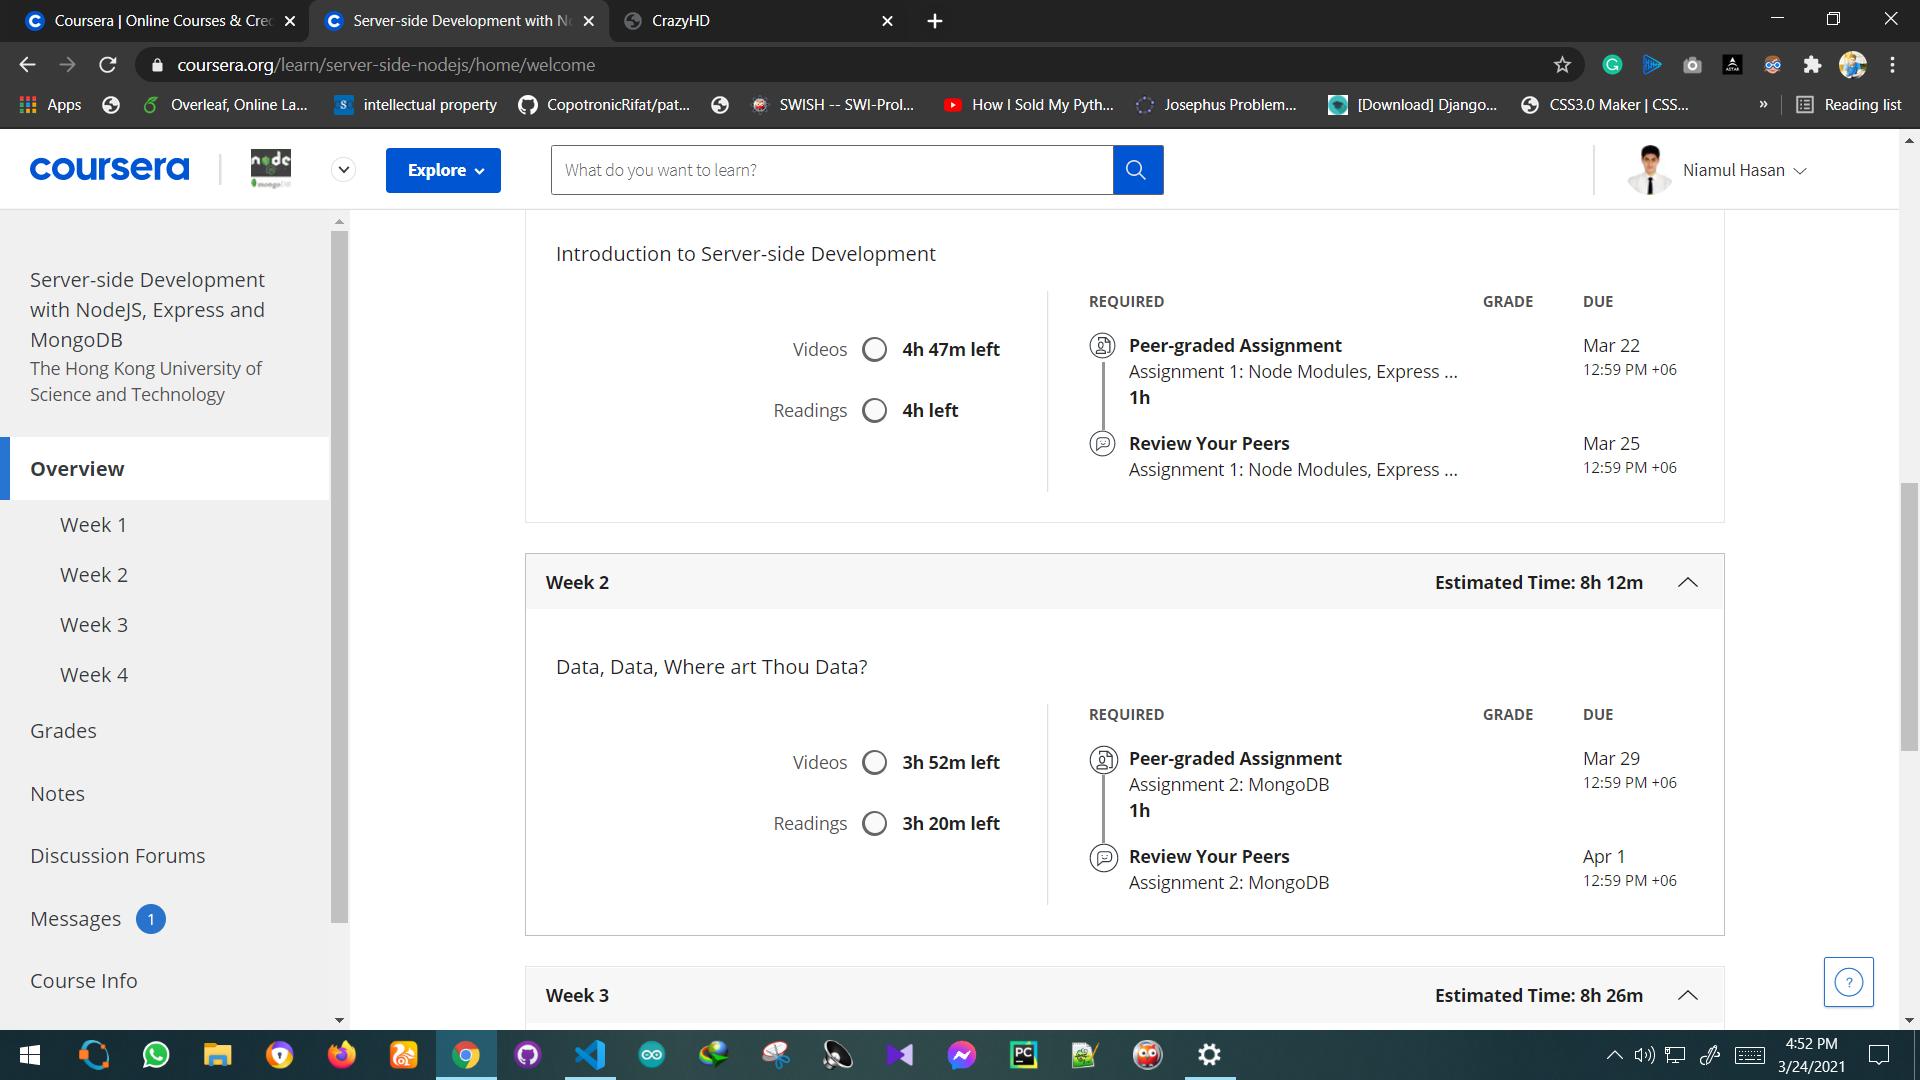 Coursera | Online Courses & Cre
Server-side Development with N
CrazyHD
coursera.org/learn/server-side-nodejs/home/welcome
Apps
Overleaf, Online La...
intellectual property
CopotronicRifat/pat...
SWISH -- SWI-Prol...
How I Sold My Pyth...
Josephus Problem...
[Download] Django...
CSS3.0 Maker | CSS...
»
Reading list
coursera
node
mongoDB
Explore
What do you want to learn?
Niamul Hasan
Server-side Development
with NodeJS, Express and
MongoDB
The Hong Kong University of
Science and Technology
Overview
Week 1
Week 2
Week 3
Week 4
Grades
Notes
Discussion Forums
Messages 1
Course Info
Introduction to Server-side Development
REQUIRED GRADE DUE
Videos 4h 47m left
Readings 4h left
Peer-graded Assignment Mar 22
Assignment 1: Node Modules, Express ... 12:59 PM +06
1h
Review Your Peers Mar 25
Assignment 1: Node Modules, Express ... 12:59 PM +06
Week 2 Estimated Time: 8h 12m
Data, Data, Where art Thou Data?
REQUIRED GRADE DUE
Videos 3h 52m left
Readings 3h 20m left
Peer-graded Assignment Mar 29
Assignment 2: MongoDB 12:59 PM +06
1h
Review Your Peers Apr 1
Assignment 2: MongoDB 12:59 PM +06
Week 3 Estimated Time: 8h 26m
?
PC
4:52 PM
3/24/2021